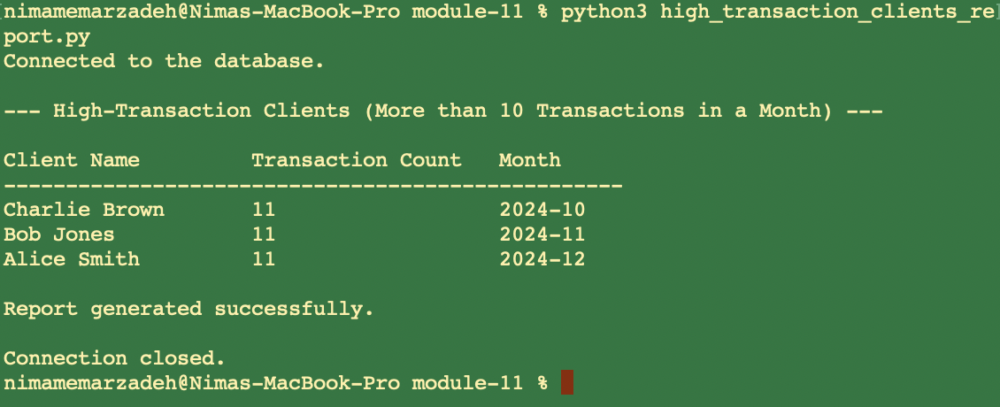 nimamemarzadeh@Nimas-MacBook-Pro module-11 % python3 high_transaction_clients_re
port.py
Connected to the database.
--- High-Transaction Clients (More than 10 Transactions in a Month) ---
Client Name         Transaction Count   Month
--------------------------------------------------
Charlie Brown       11                  2024-10
Bob Jones           11                  2024-11
Alice Smith         11                  2024-12
Report generated successfully.
Connection closed.
nimamemarzadeh@Nimas-MacBook-Pro module-11 %